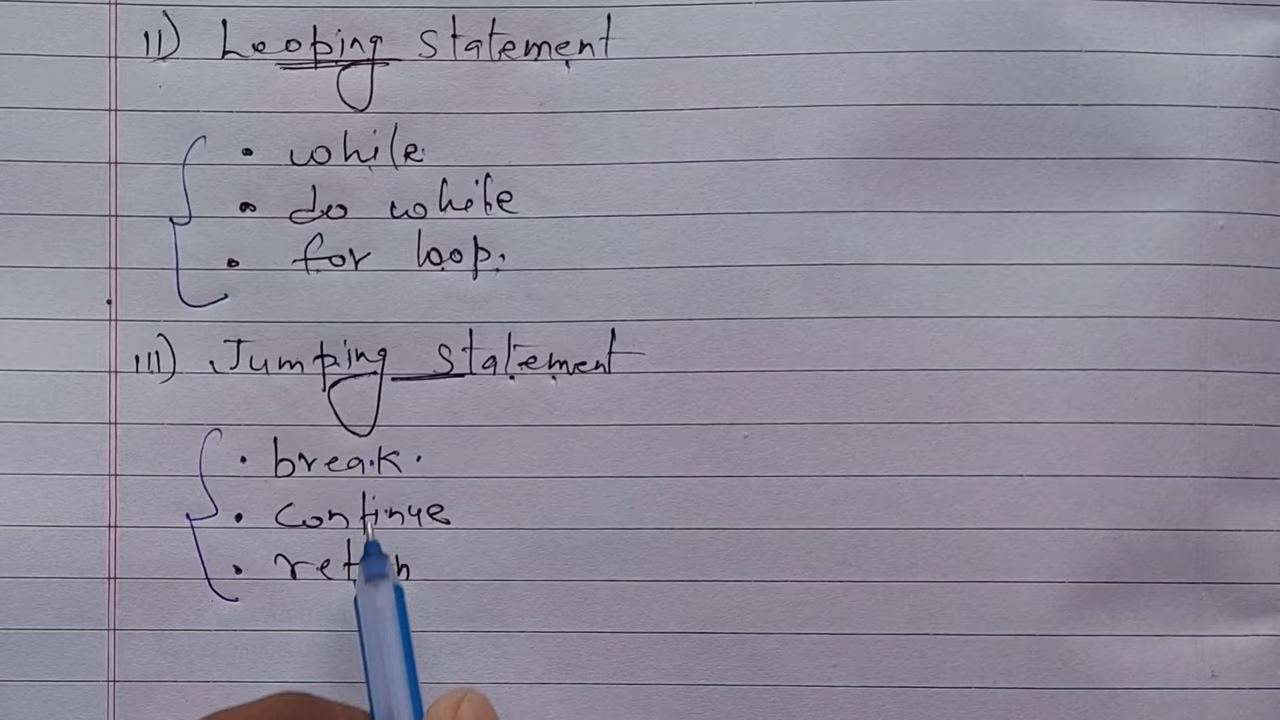 II) Looping statement
• while
• do while
• for loop.
III) Jumping statement
• break.
• continue
•